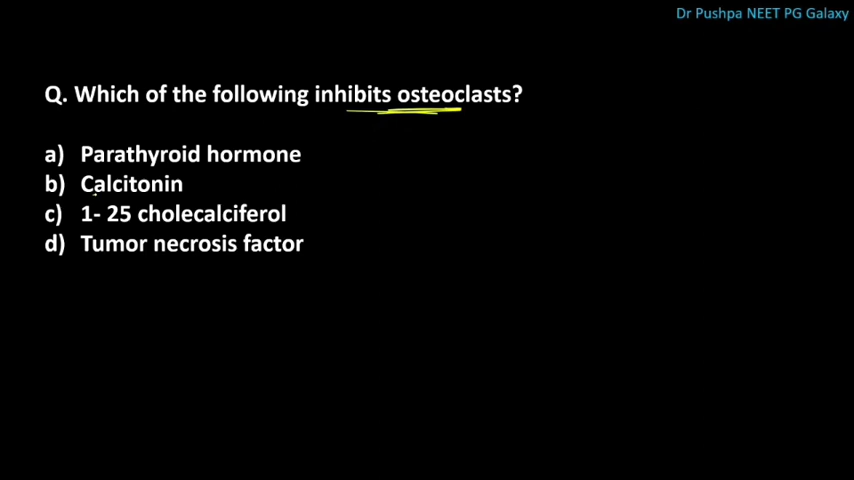 Dr Pushpa NEET PG Galaxy
Q. Which of the following inhibits osteoclasts?
a) Parathyroid hormone
b) Calcitonin
c) 1- 25 cholecalciferol
d) Tumor necrosis factor